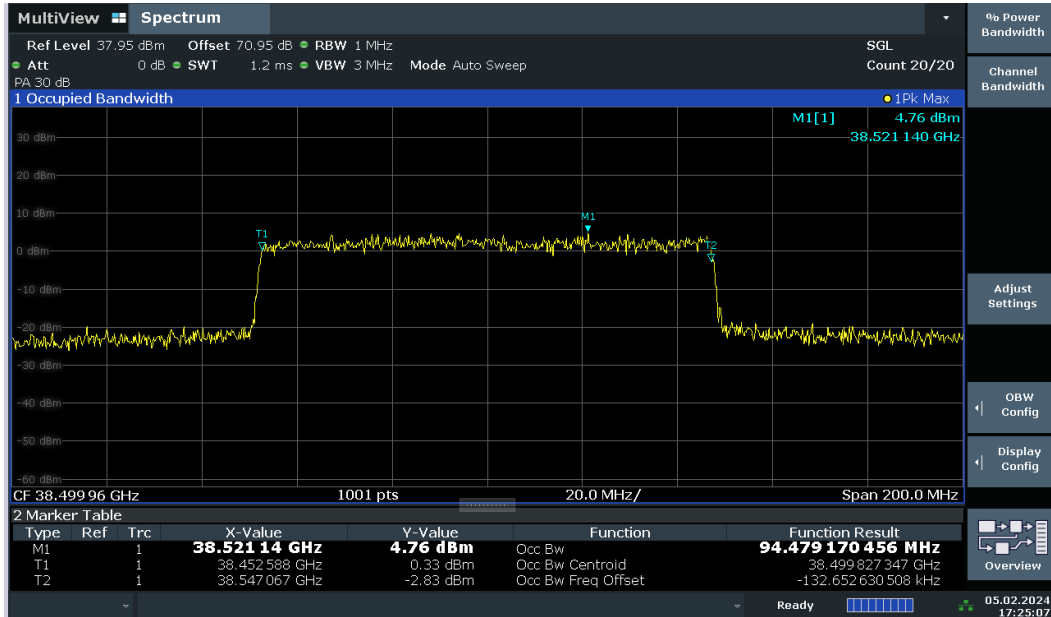 MultiView Spectrum
Ref Level 37.95 dBm Offset 70.95 dB RBW 1 MHz SGL
Att 0 dB SWT 1.2 ms VBW 3 MHz Mode Auto Sweep Count 20/20
PA 30 dB
1 Occupied Bandwidth 1Pk Max
M1[1] 4.76 dBm
38.521 140 GHz
30 dBm
20 dBm
10 dBm
M1
T1
T2
0 dBm
-10 dBm
-20 dBm
-30 dBm
-40 dBm
-50 dBm
-60 dBm
CF 38.499 96 GHz 1001 pts 20.0 MHz/ Span 200.0 MHz
2 Marker Table
Type Ref Trc X-Value Y-Value Function Function Result
M1 1 38.521 14 GHz 4.76 dBm Occ Bw 94.479 170 456 MHz
T1 1 38.452 588 GHz 0.33 dBm Occ Bw Centroid 38.499 827 347 GHz
T2 1 38.547 067 GHz -2.83 dBm Occ Bw Freq Offset -132.652 630 508 kHz
Ready 05.02.2024
17:25:07
% Power
Bandwidth
Channel
Bandwidth
Adjust
Settings
OBW
Config
Display
Config
Overview